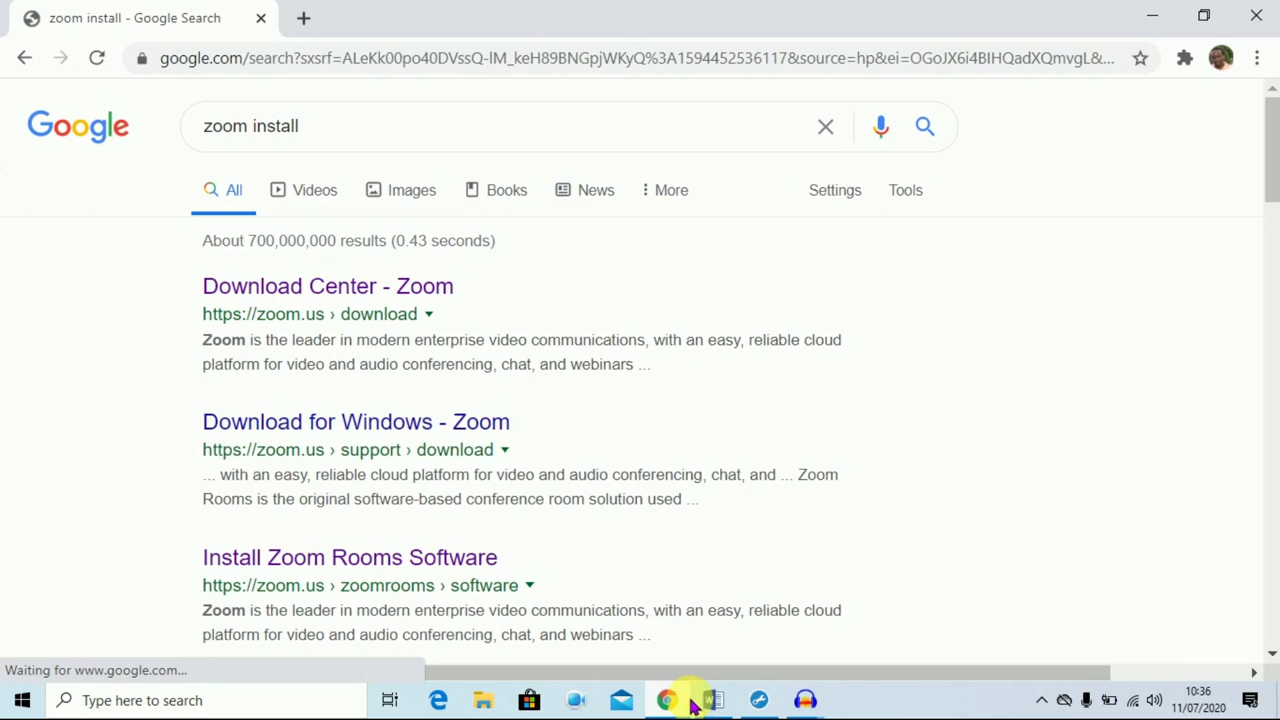 zoom install - Google Search
google.com/search?sxsrf=ALeKk00po40DVssQ-lM_keH89BNGpjWKyQ%3A1594452536117&source=hp&ei=OGoJX6i4BIHQadXQmvgL&...
Google
zoom install
All Videos Images Books News More Settings Tools
About 700,000,000 results (0.43 seconds)
Download Center - Zoom
https://zoom.us › download
Zoom is the leader in modern enterprise video communications, with an easy, reliable cloud
platform for video and audio conferencing, chat, and webinars ...
Download for Windows - Zoom
https://zoom.us › support › download
... with an easy, reliable cloud platform for video and audio conferencing, chat, and ... Zoom
Rooms is the original software-based conference room solution used ...
Install Zoom Rooms Software
https://zoom.us › zoomrooms › software
Zoom is the leader in modern enterprise video communications, with an easy, reliable cloud
platform for video and audio conferencing, chat, and webinars ...
Waiting for www.google.com...
Type here to search
10:36
11/07/2020